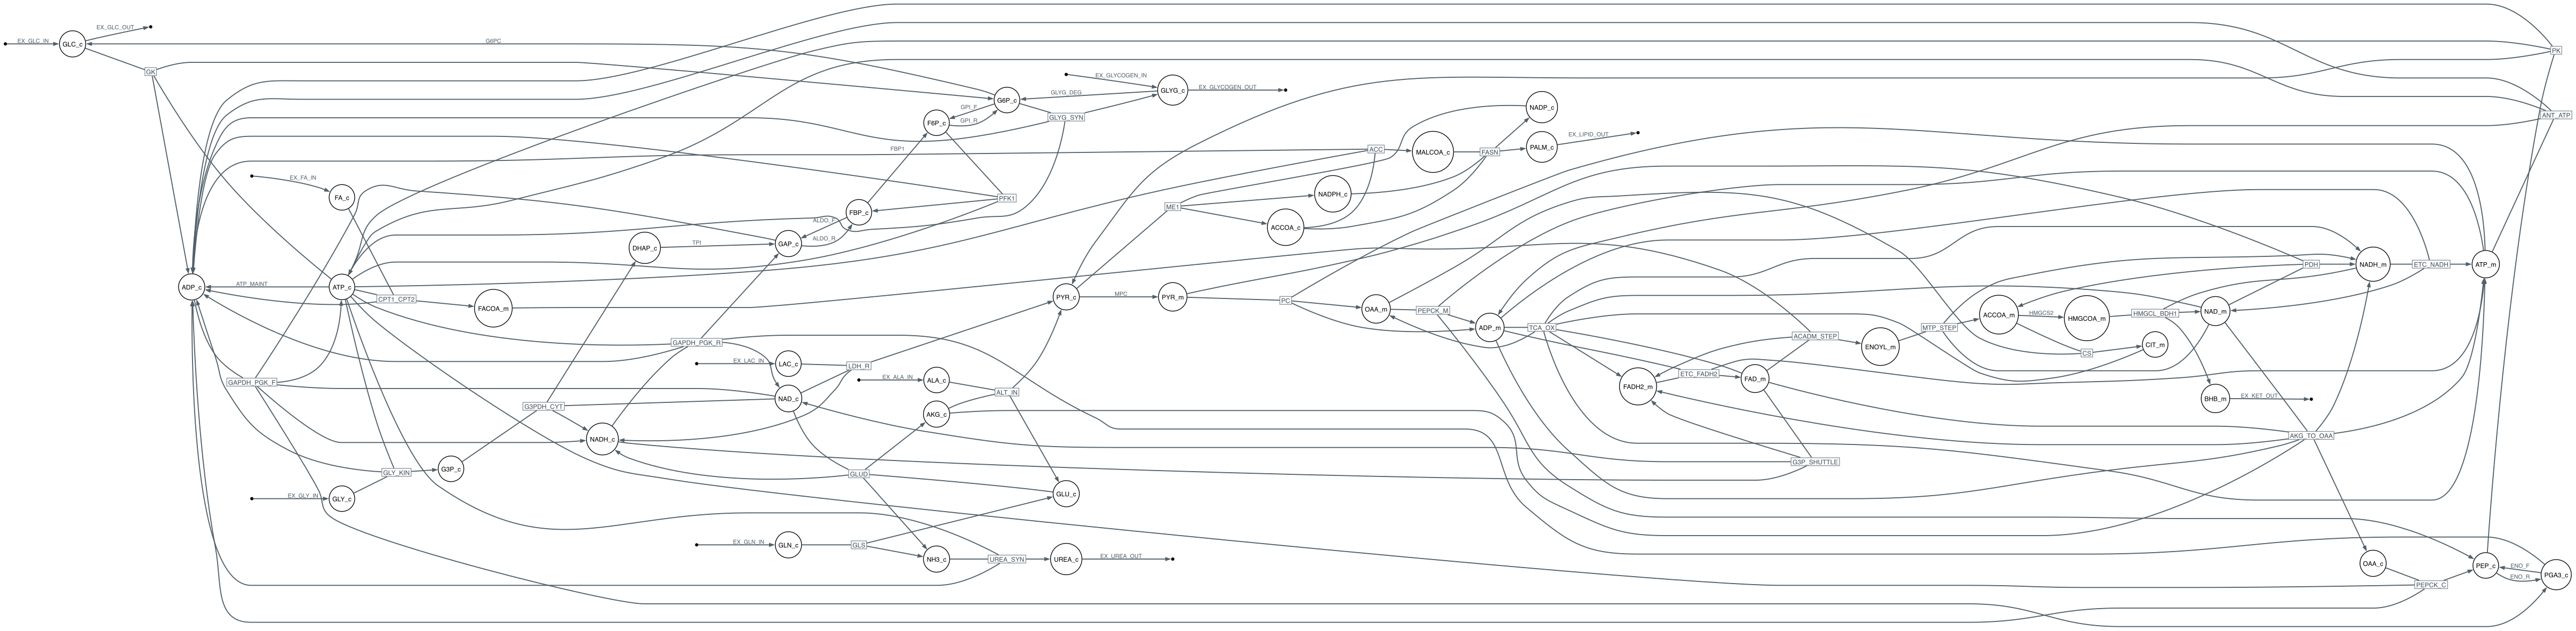 EX_GLC_OUT
EX_GLC_IN
GLC_c
G6PC
PK
GK
EX_GLYCOGEN_IN
GLYG_DEG
GLYG_c
EX_GLYCOGEN_OUT
G6P_c
GPI_F
GPI_R
F6P_c
GLYG_SYN
NADP_c
ANT_ATP
EX_LIPID_OUT
FBP1
ACC
MALCOA_c
FASN
PALM_c
EX_FA_IN
FA_c
PFK1
NADPH_c
ME1
FBP_c
ALDO_F
ALDO_R
ACCOA_c
DHAP_c
TPI
GAP_c
PDH
NADH_m
ETC_NADH
ATP_m
ADP_c
ATP_MAINT
ATP_c
CPT1_CPT2
FACOA_m
PYR_c
MPC
PYR_m
PC
OAA_m
PEPCK_M
ADP_m
TCA_OX
ACADM_STEP
ENOYL_m
MTP_STEP
ACCOA_m
HMGCS2
HMGCOA_m
HMGCL_BDH1
NAD_m
CS
CIT_m
GAPDH_PGK_R
EX_LAC_IN
LAC_c
LDH_R
EX_ALA_IN
ALA_c
ALT_IN
GAPDH_PGK_F
FADH2_m
ETC_FADH2
FAD_m
G3PDH_CYT
NAD_c
AKG_c
BHB_m
EX_KET_OUT
NADH_c
AKG_TO_OAA
G3P_SHUTTLE
GLY_KIN
G3P_c
GLUD
EX_GLY_IN
GLY_c
GLU_c
EX_GLN_IN
GLN_c
GLS
NH3_c
UREA_SYN
UREA_c
EX_UREA_OUT
OAA_c
PEPCK_C
PEP_c
ENO_F
ENO_R
PGA3_c